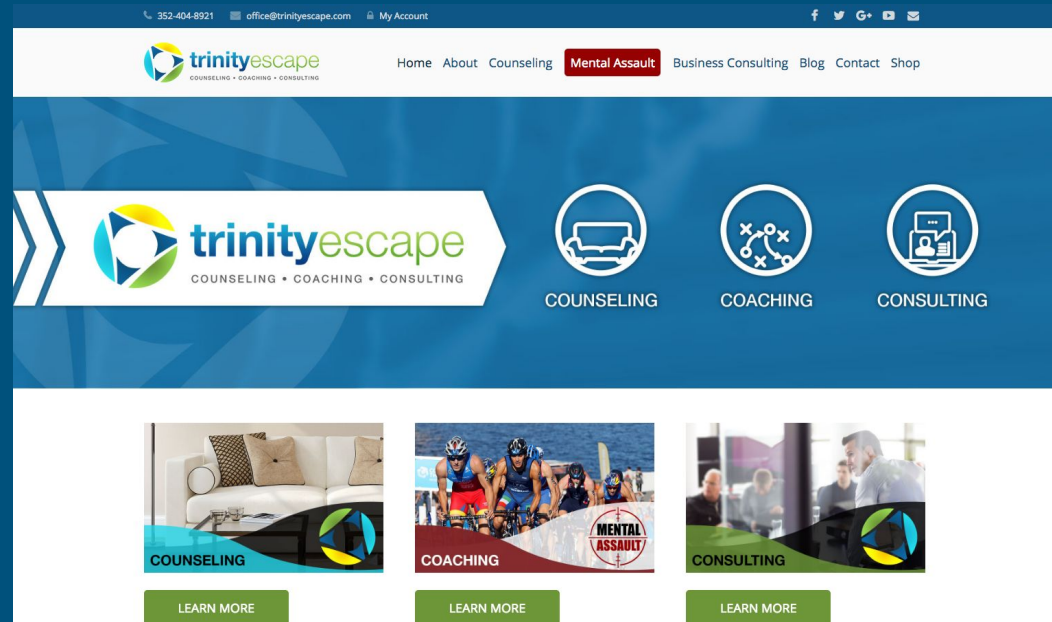 352-404-8921 office@trinityescape.com My Account
trinityescape
COUNSELING • COACHING • CONSULTING
Home About Counseling Mental Assault Business Consulting Blog Contact Shop
trinityescape
COUNSELING • COACHING • CONSULTING
COUNSELING COACHING CONSULTING
COUNSELING
COACHING
MENTAL
ASSAULT
CONSULTING
LEARN MORE LEARN MORE LEARN MORE